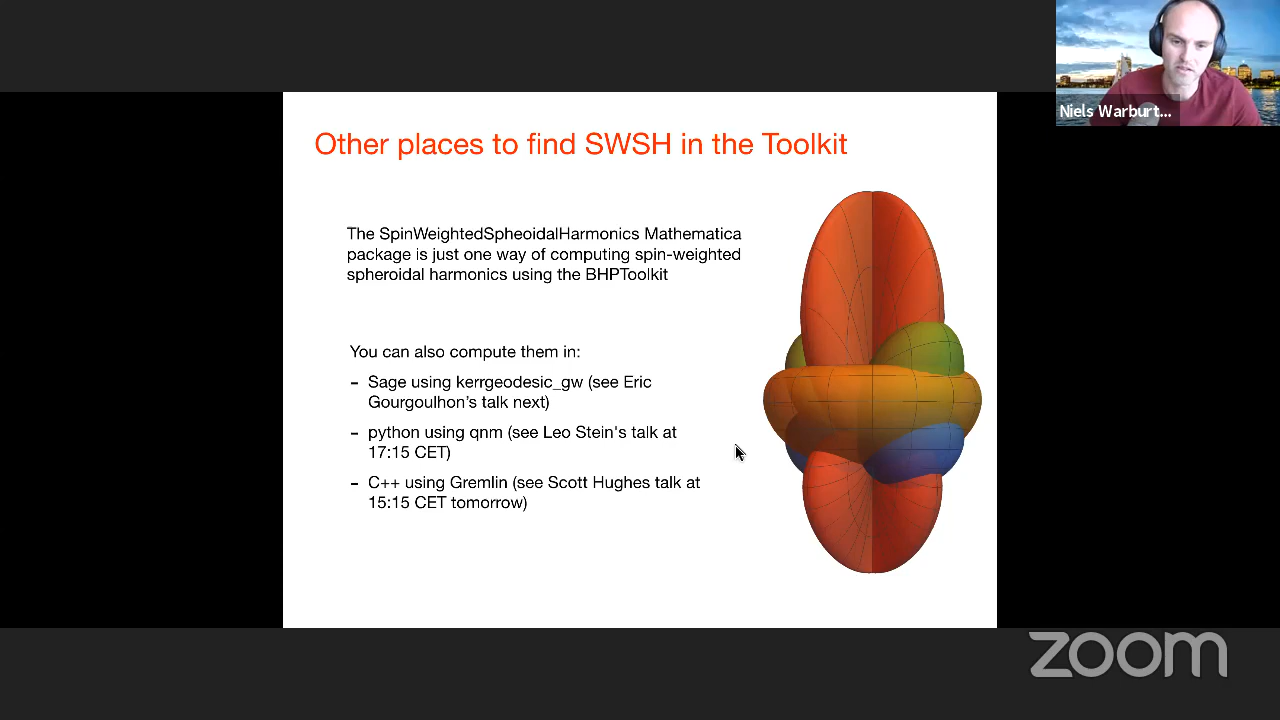 Niels Warburt...
Other places to find SWSH in the Toolkit
The SpinWeightedSpheoidalHarmonics Mathematica
package is just one way of computing spin-weighted
spheroidal harmonics using the BHPToolkit
You can also compute them in:
- Sage using kerrgeodesic_gw (see Eric
Gourgoulhon's talk next)
- python using qnm (see Leo Stein's talk at
17:15 CET)
- C++ using Gremlin (see Scott Hughes talk at
15:15 CET tomorrow)
zoom